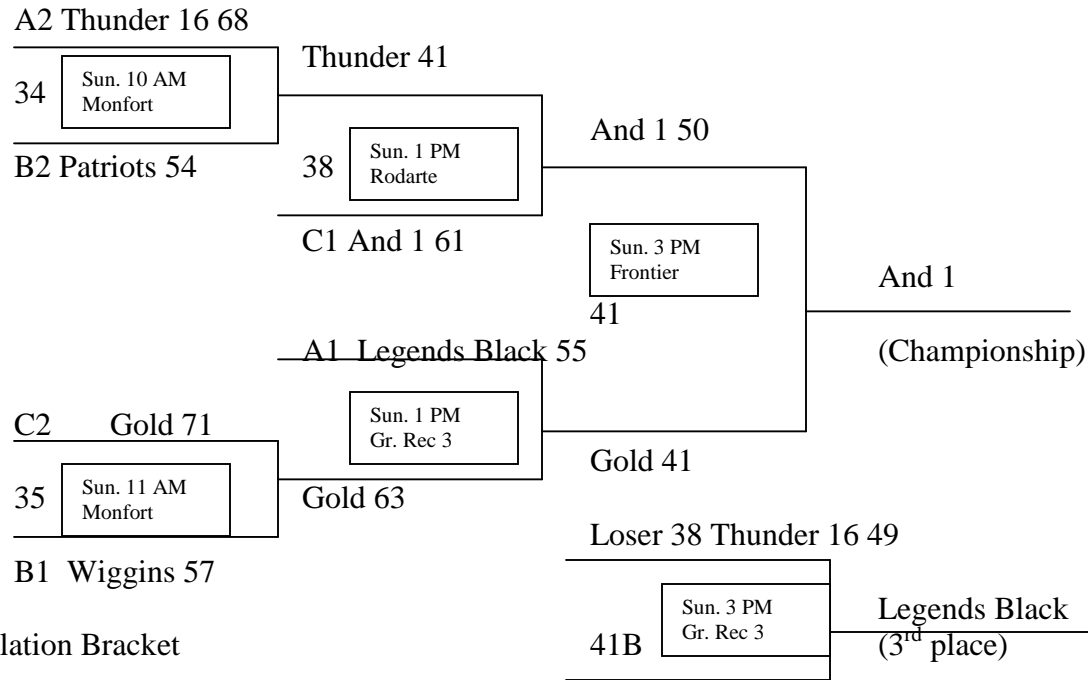 A2 Thunder 16 68
Thunder 41
Sun. 10 AM
Monfort
34
And 1 50
B2 Patriots 54
38
Sun. 1 PM
Rodarte
C1 And 1 61
Sun. 3 PM
Frontier
And 1
41
A1 Legends Black 55
(Championship)
Sun. 1 PM
Gr. Rec 3
C2 Gold 71
Gold 41
35
Sun. 11 AM
Monfort
Gold 63
Loser 38 Thunder 16 49
B1 Wiggins 57
Sun. 3 PM
Gr. Rec 3
Legends Black
41B
(3rd place)
lation Bracket